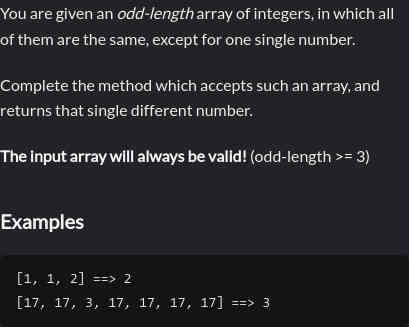 You are given an odd-length array of integers, in which all
of them are the same, except for one single number.
Complete the method which accepts such an array, and
returns that single different number.
The input array will always be valid! (odd-length >= 3)
Examples
[1, 1, 2] ==> 2
[17, 17, 3, 17, 17, 17, 17] ==> 3